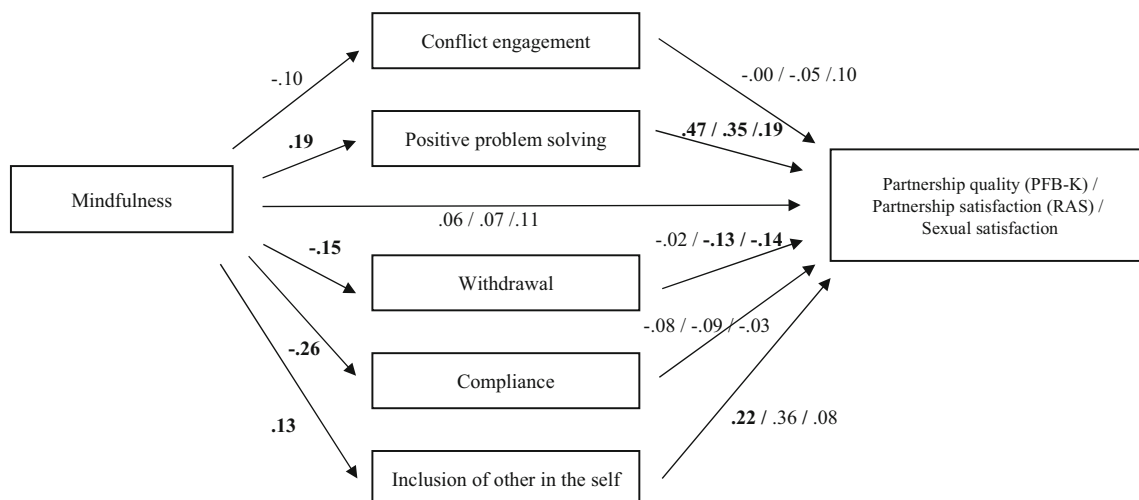 Conflict engagement
-.10
-.00 / -.05 /.10
Positive problem solving
.19
.47 / .35 /.19
Mindfulness
Partnership quality (PFB-K) /
Partnership satisfaction (RAS) /
Sexual satisfaction
.06 / .07 /.11
-.15
-.02 / -.13 / -.14
Withdrawal
-.08 / -.09 / -.03
-.26
Compliance
.13
.22 / .36 / .08
Inclusion of other in the self